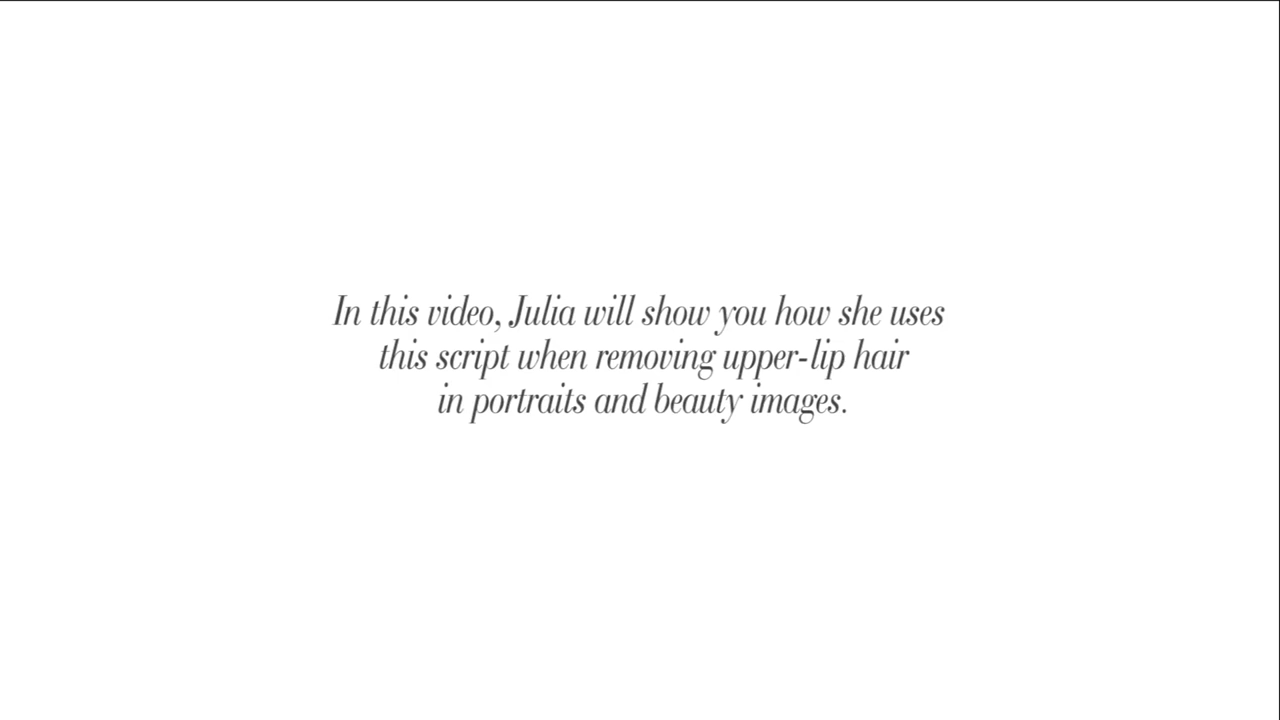 In this video, Julia will show you how she uses
this script when removing upper-lip hair
in portraits and beauty images.